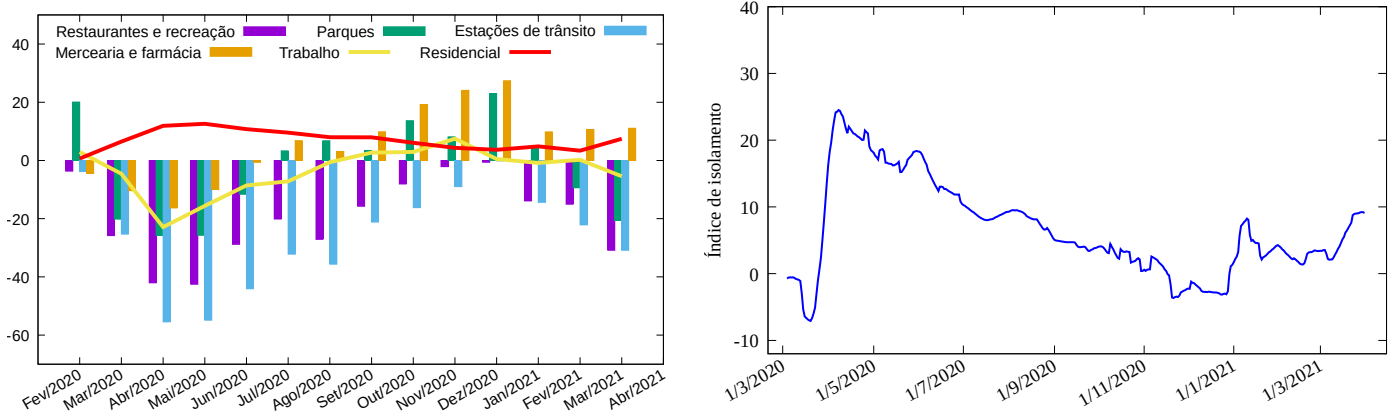 Restaurantes e recreação Parques Estações de trânsito
Mercearia e farmácia Trabalho Residencial
40
20
0
-20
-40
-60
Fev/2020 Mar/2020 Abr/2020 Mai/2020 Jun/2020 Jul/2020 Ago/2020 Set/2020 Out/2020 Nov/2020 Dez/2020 Jan/2021 Fev/2021 Mar/2021 Abr/2021
Índice de isolamento
40
30
20
10
0
-10
1/3/2020 1/5/2020 1/7/2020 1/9/2020 1/11/2020 1/1/2021 1/3/2021